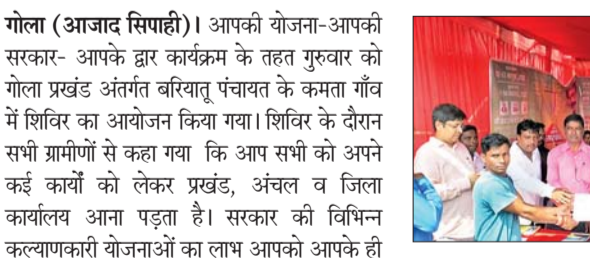 गोला (आजाद सिपाही)। आपकी योजना-आपकी
सरकार- आपके द्वार कार्यक्रम के तहत गुरुवार को
गोला प्रखंड अंतर्गत बरियातू पंचायत के कमता गाँव
में शिविर का आयोजन किया गया। शिविर के दौरान
सभी ग्रामीणों से कहा गया कि आप सभी को अपने
कई कार्यों को लेकर प्रखंड, अंचल व जिला
कार्यालय आना पड़ता है। सरकार की विभिन्न
कल्याणकारी योजनाओं का लाभ आपको आपके ही